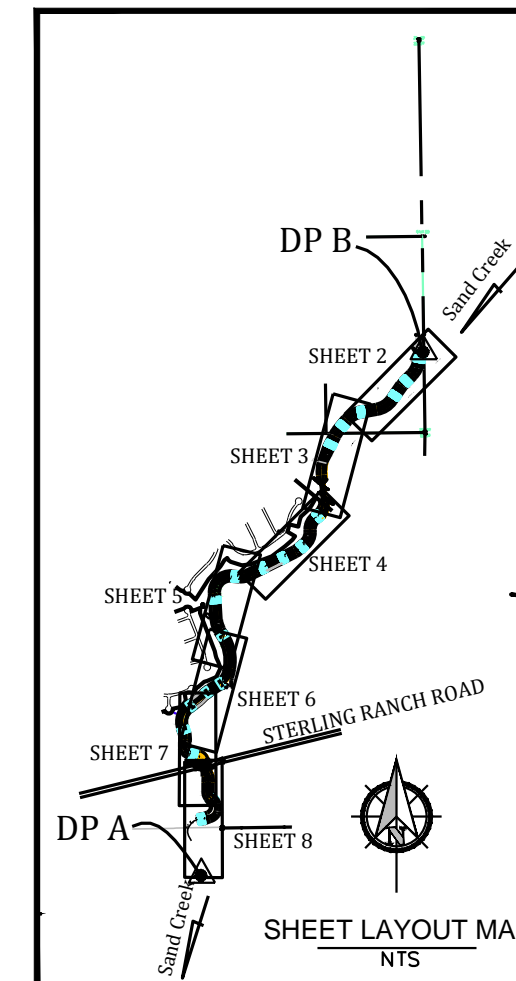 DP B
Sand Creek
SHEET 2
SHEET 3
SHEET 4
SHEET 5
SHEET 6
STERLING RANCH ROAD
SHEET 7
DP A
SHEET 8
N
Sand Creek
SHEET LAYOUT MA
NTS